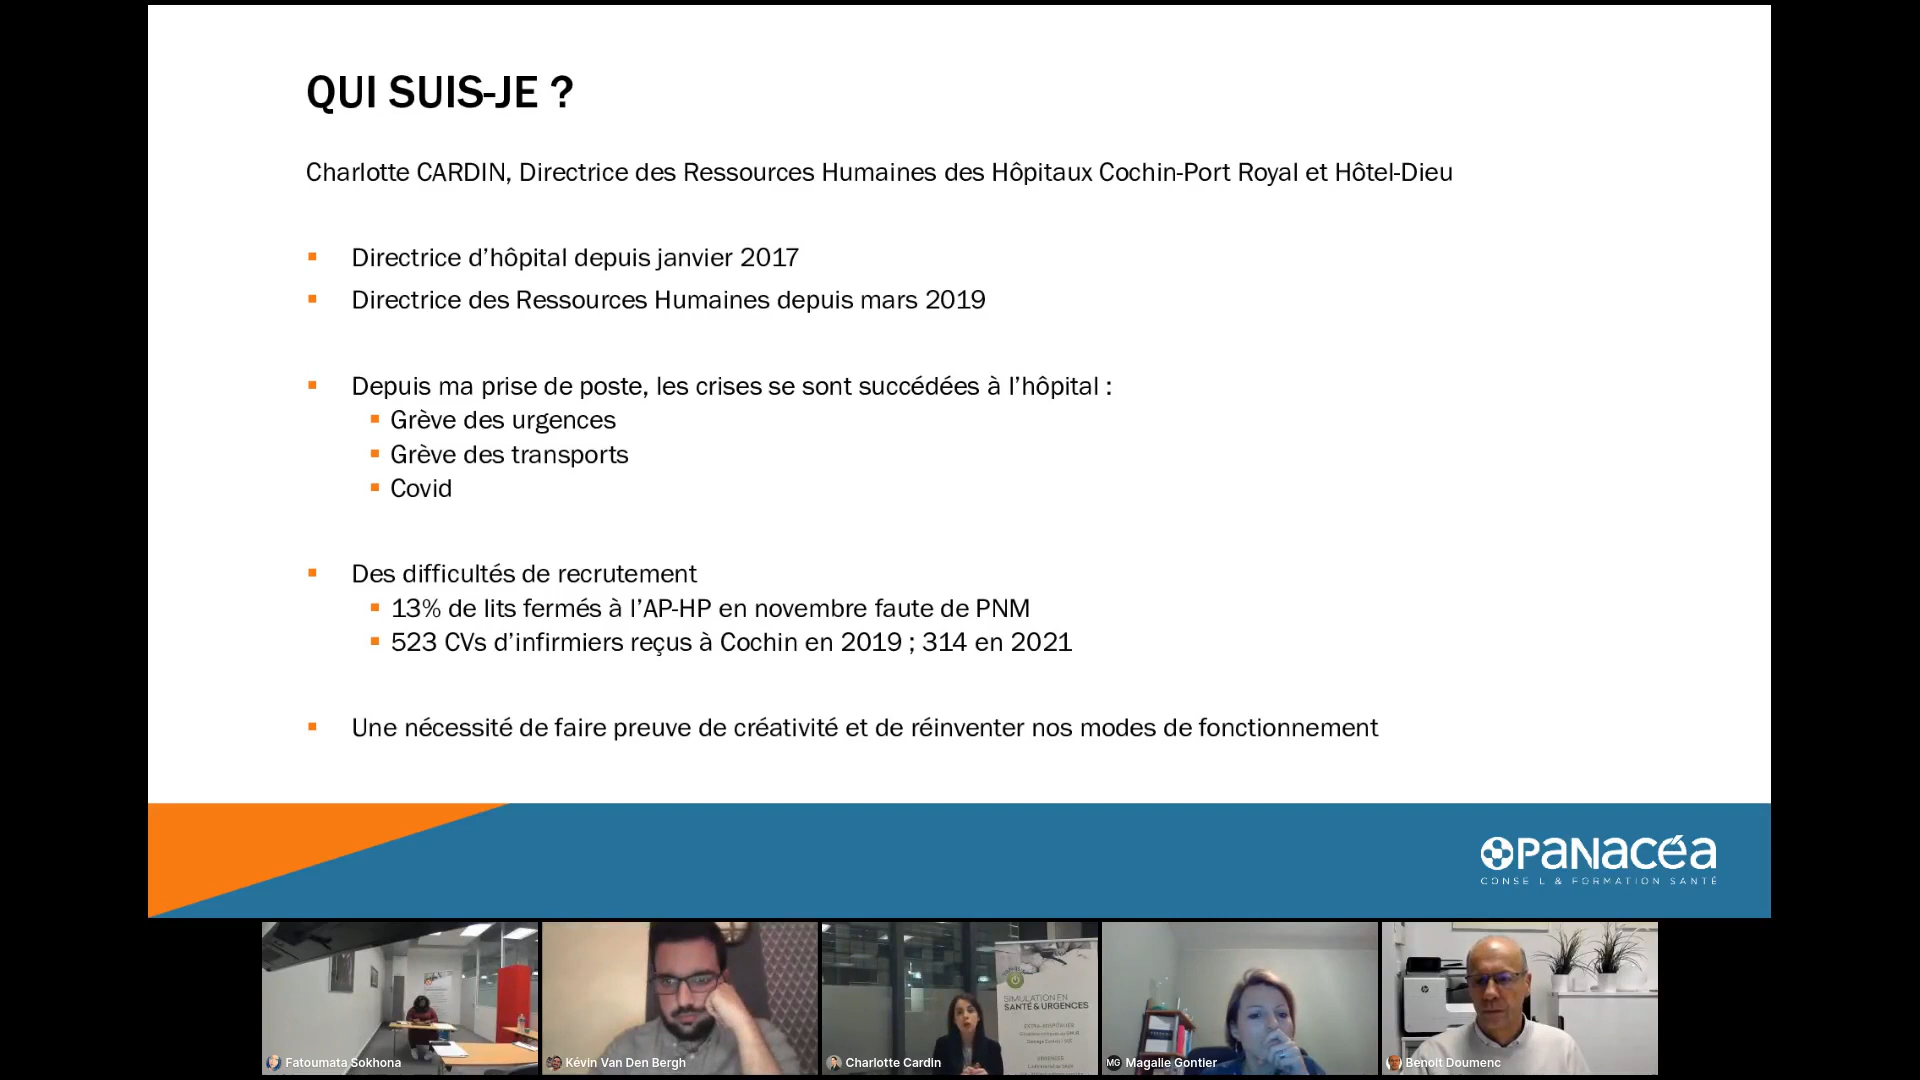 QUI SUIS-JE ?
Charlotte CARDIN, Directrice des Ressources Humaines des Hôpitaux Cochin-Port Royal et Hôtel-Dieu
Directrice d’hôpital depuis janvier 2017
Directrice des Ressources Humaines depuis mars 2019
Depuis ma prise de poste, les crises se sont succédées à l’hôpital :
Grève des urgences
Grève des transports
Covid
Des difficultés de recrutement
13% de lits fermés à l’AP-HP en novembre faute de PNM
523 CVs d’infirmiers reçus à Cochin en 2019 ; 314 en 2021
Une nécessité de faire preuve de créativité et de réinventer nos modes de fonctionnement
PANACéa
CONSEIL & FORMATION SANTÉ
SIMULATION EN
SANTÉ & URGENCES
hp
Fatoumata Sokhona
Kévin Van Den Bergh
Charlotte Cardin
MG Magalie Gontier
Benoit Doumenc